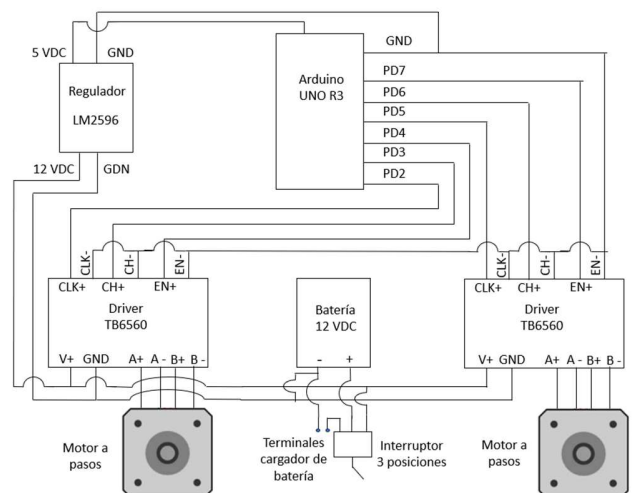 5 VDC
GND
GND
Regulador
LM2596
Arduino
UNO R3
PD7
PD6
PD5
PD4
PD3
PD2
12 VDC
GDN
CLK-
CH-
EN-
CLK+
CH+
EN+
Driver
TB6560
V+
GND
A+
A -
B+
B -
Batería
12 VDC
-
+
CLK-
CH-
EN-
CLK+
CH+
EN+
Driver
TB6560
V+
GND
A+
A -
B+
B -
Motor a
pasos
Terminales
cargador de
batería
Interruptor
3 posiciones
Motor a
pasos